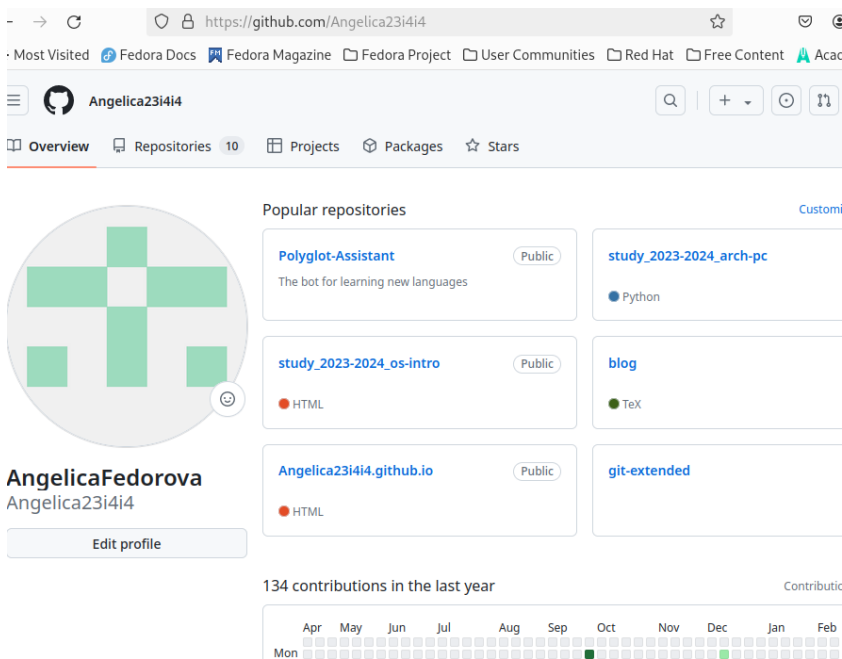 https://github.com/Angelica23i4i4
Most Visited Fedora Docs Fedora Magazine Fedora Project User Communities Red Hat Free Content Acad
Angelica23i4i4
Overview Repositories 10 Projects Packages Stars
Popular repositories Customi
Polyglot-Assistant Public
The bot for learning new languages
study_2023-2024_arch-pc
Python
study_2023-2024_os-intro Public
HTML
blog
TeX
Angelica23i4i4.github.io Public
HTML
git-extended
AngelicaFedorova
Angelica23i4i4
Edit profile
134 contributions in the last year Contributio
Apr May Jun Jul Aug Sep Oct Nov Dec Jan Feb
Mon